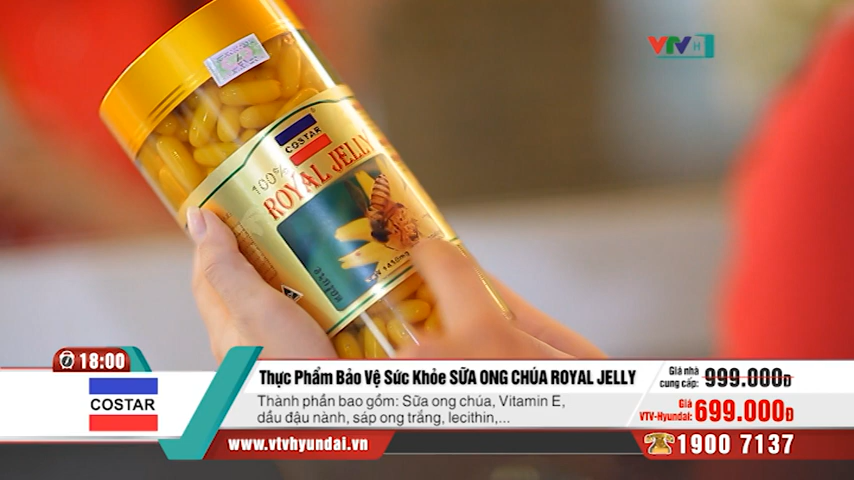 VTV H
COSTAR
100%
ROYAL JELLY
1450mg
18:00
COSTAR
Thực Phẩm Bảo Vệ Sức Khỏe SỮA ONG CHÚA ROYAL JELLY
Thành phần bao gồm: Sữa ong chúa, Vitamin E,
dầu đậu nành, sáp ong trắng, lecithin,...
Giá nhà
cung cấp: 999.000đ
Giá
VTV-Hyundai: 699.000Đ
www.vtvhyundai.vn
1900 7137